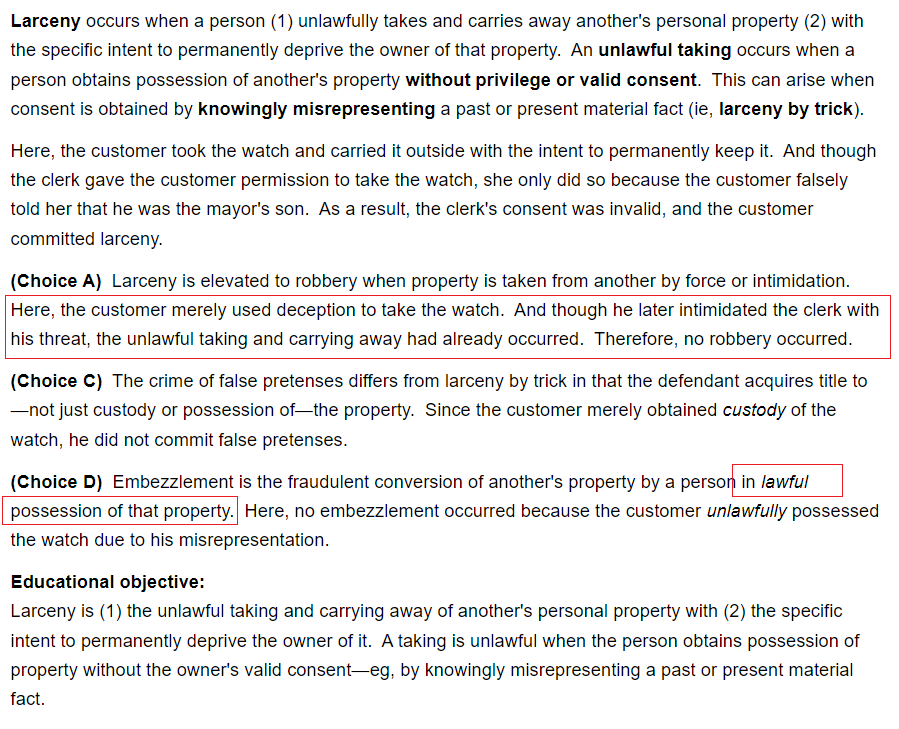 Larceny occurs when a person (1) unlawfully takes and carries away another's personal property (2) with
the specific intent to permanently deprive the owner of that property.  An unlawful taking occurs when a
person obtains possession of another's property without privilege or valid consent.  This can arise when
consent is obtained by knowingly misrepresenting a past or present material fact (ie, larceny by trick).
Here, the customer took the watch and carried it outside with the intent to permanently keep it.  And though
the clerk gave the customer permission to take the watch, she only did so because the customer falsely
told her that he was the mayor's son.  As a result, the clerk's consent was invalid, and the customer
committed larceny.
(Choice A)  Larceny is elevated to robbery when property is taken from another by force or intimidation.
Here, the customer merely used deception to take the watch.  And though he later intimidated the clerk with
his threat, the unlawful taking and carrying away had already occurred.  Therefore, no robbery occurred.
(Choice C)  The crime of false pretenses differs from larceny by trick in that the defendant acquires title to
—not just custody or possession of—the property.  Since the customer merely obtained custody of the
watch, he did not commit false pretenses.
(Choice D)  Embezzlement is the fraudulent conversion of another's property by a person in lawful
possession of that property.  Here, no embezzlement occurred because the customer unlawfully possessed
the watch due to his misrepresentation.
Educational objective:
Larceny is (1) the unlawful taking and carrying away of another's personal property with (2) the specific
intent to permanently deprive the owner of it.  A taking is unlawful when the person obtains possession of
property without the owner's valid consent—eg, by knowingly misrepresenting a past or present material
fact.